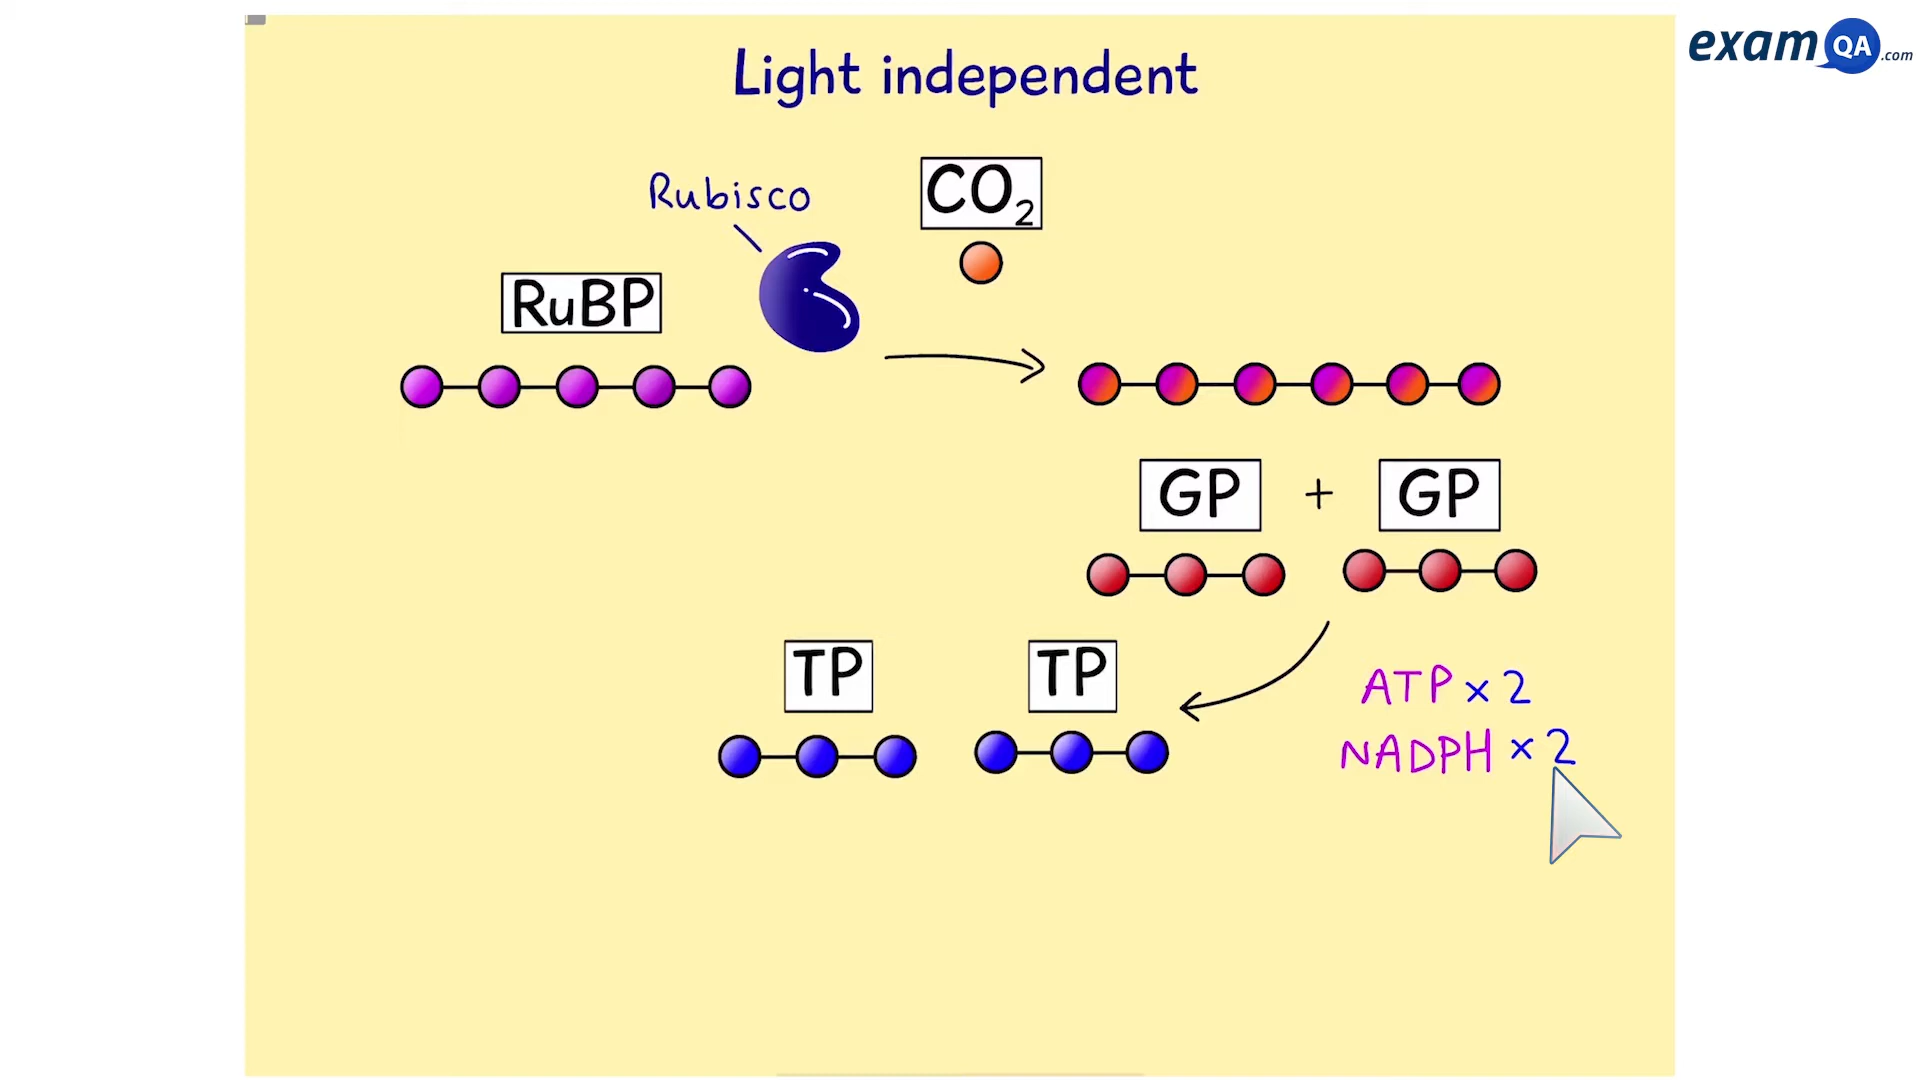 examQA.com
Light independent
Rubisco
CO₂
RuBP
GP + GP
TP TP
ATP x 2
NADPH x 2